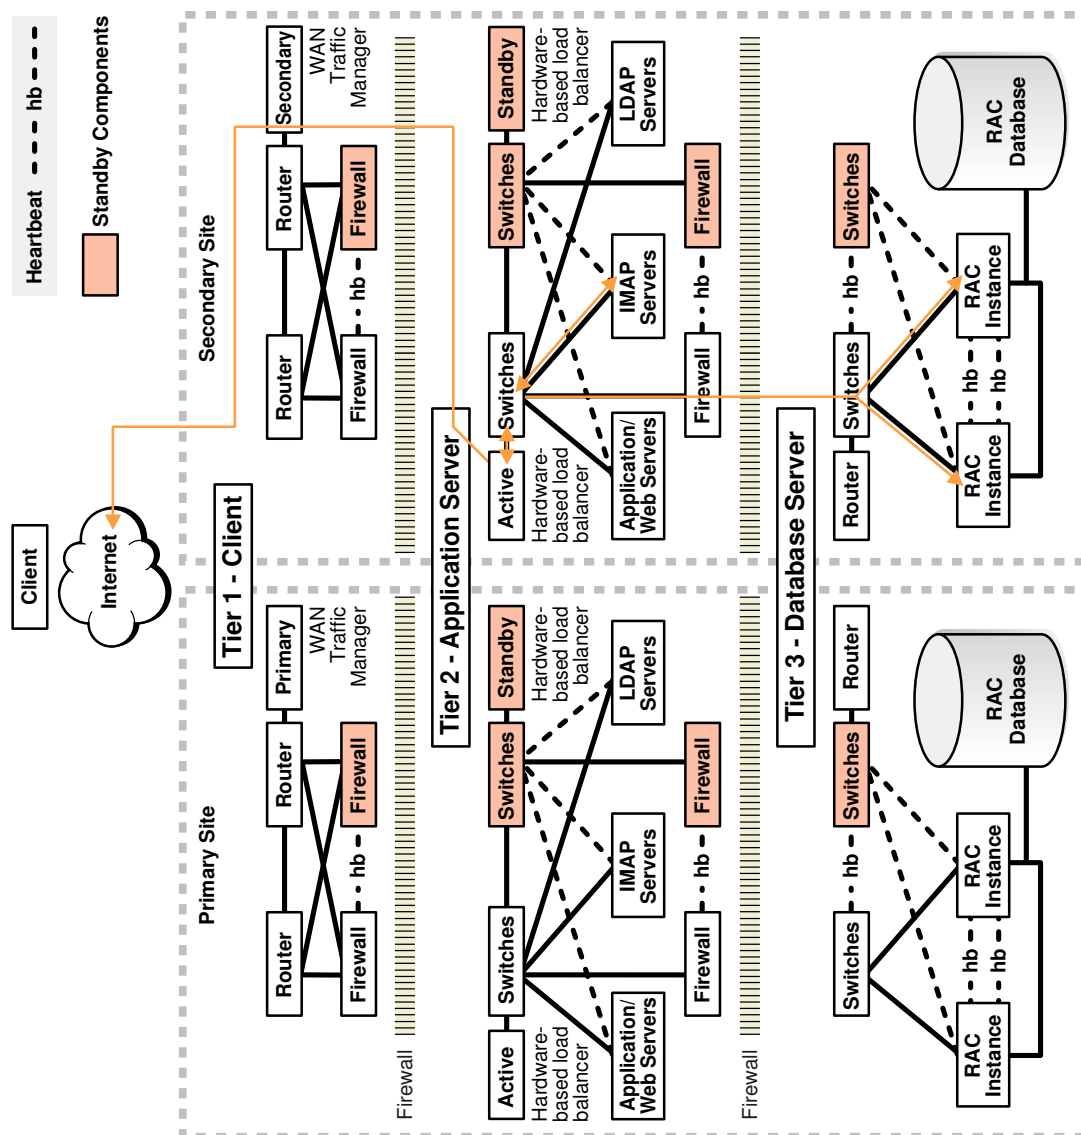 Client
Internet
Heartbeat
hb
Standby Components
Primary Site
Secondary Site
Router
Router
Primary
WAN
Traffic
Manager
Firewall
hb
Firewall
Tier 1 - Client
Router
Router
Secondary
WAN
Traffic
Manager
Firewall
hb
Firewall
Firewall
Tier 2 - Application Server
Active
Switches
Switches
Standby
Hardware-
based load
balancer
Hardware-
based load
balancer
Application/
Web Servers
IMAP
Servers
LDAP
Servers
Firewall
hb
Firewall
Active
Switches
Switches
Standby
Hardware-
based load
balancer
Hardware-
based load
balancer
Application/
Web Servers
IMAP
Servers
LDAP
Servers
Firewall
hb
Firewall
Firewall
Tier 3 - Database Server
Switches
hb
Switches
Router
RAC
Instance
hb
hb
RAC
Instance
RAC
Database
Router
Switches
hb
Switches
RAC
Instance
hb
hb
RAC
Instance
RAC
Database